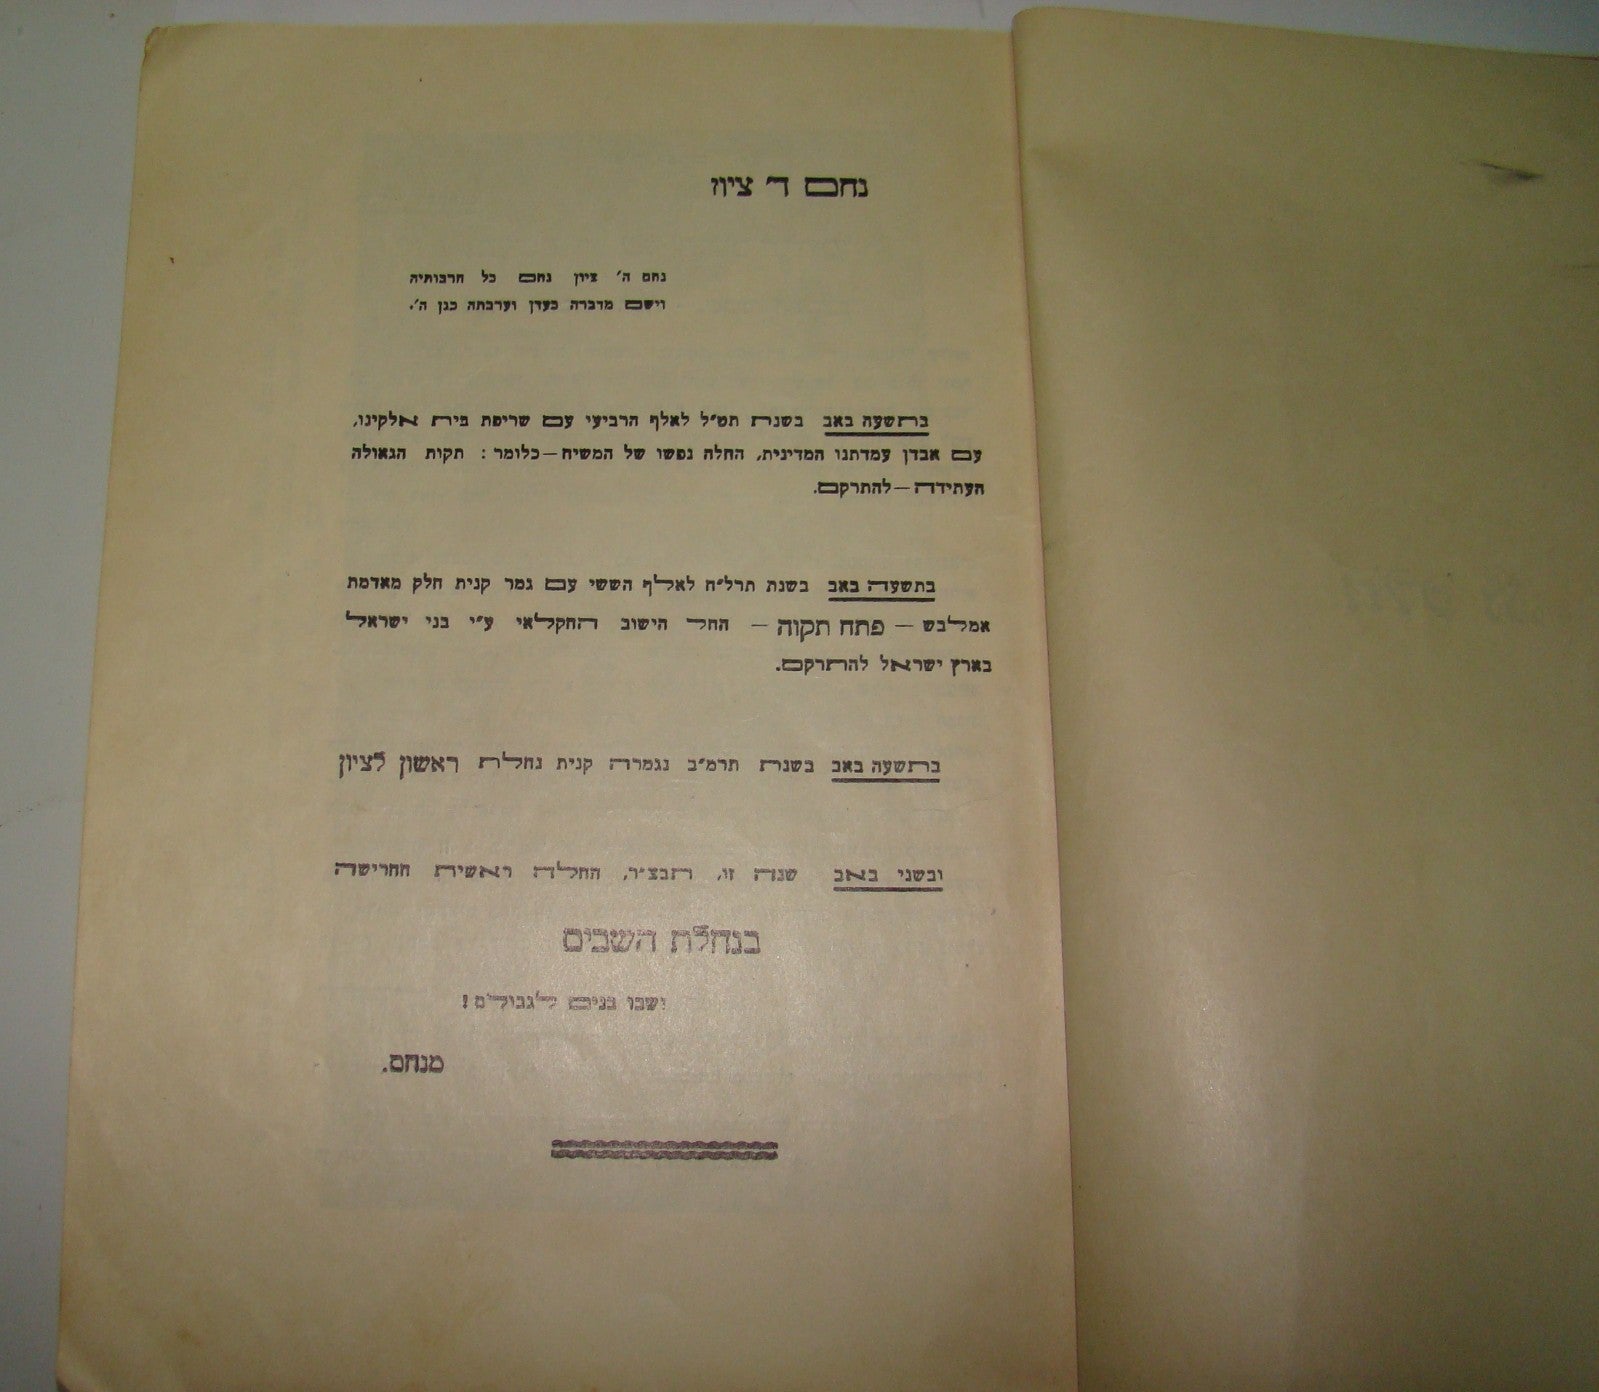 נחם ה׳ ציון
נחם ה׳ ציון נחם כל חרבותיה
וישם מדברה כעדן וערבתה כגן ה׳.
בתשעה באב בשנת תת״ל לאלף הרביעי עם שריפת בית אלקינו,
עם אבדן עמדתנו המדינית, החלה נפשו של המשיח — כלומר : תקות הגאולה
העתידה — להתרקם.
בתשעה באב בשנת תרל״ח לאלף הששי עם גמר קנית חלק מאדמת
אמלבש — פתח תקוה — החל הישוב החקלאי ע״י בני ישראל
בארץ ישראל להתרקם.
בתשעה באב בשנת תרמ״ב נגמרה קנית נחלת ראשון לציון
ובשני באב שנה זו, תבצ״ר, החלה ראשית החרישה
בנחלת השבים
ישבו בנים לגבולם !
מנחם.